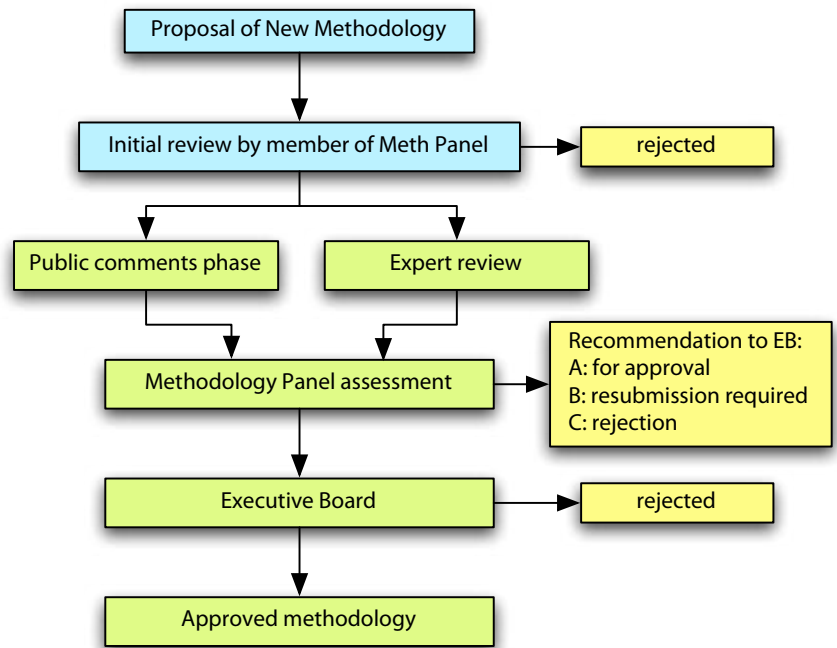 Proposal of New Methodology
Initial review by member of Meth Panel
rejected
Public comments phase
Expert review
Methodology Panel assessment
Recommendation to EB:
A: for approval
B: resubmission required
C: rejection
Executive Board
rejected
Approved methodology